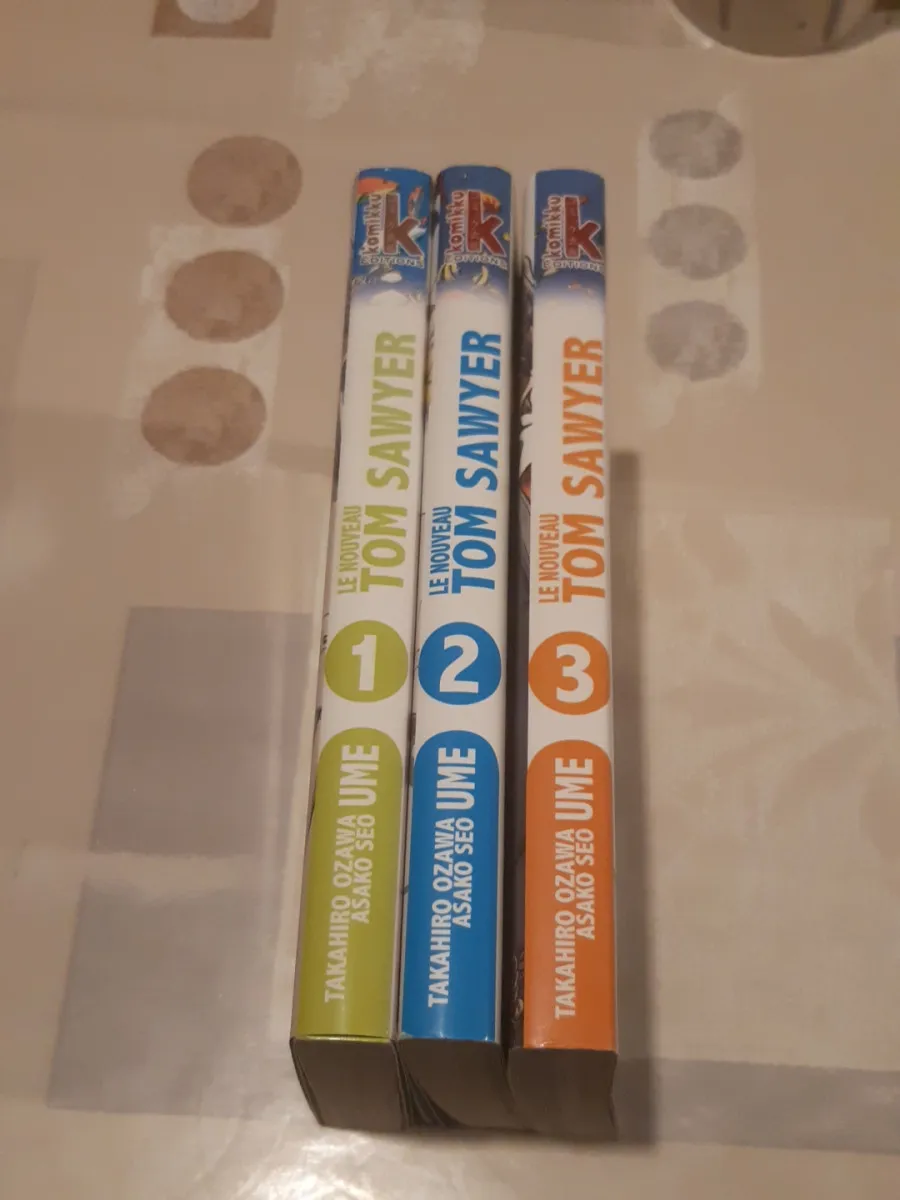 komikku
k
EDITIONS
LE NOUVEAU
TOM SAWYER
1
TAKAHIRO OZAWA
ASAKO SEO
UME
komikku
k
EDITIONS
LE NOUVEAU
TOM SAWYER
2
TAKAHIRO OZAWA
ASAKO SEO
UME
komikku
k
EDITIONS
LE NOUVEAU
TOM SAWYER
3
TAKAHIRO OZAWA
ASAKO SEO
UME